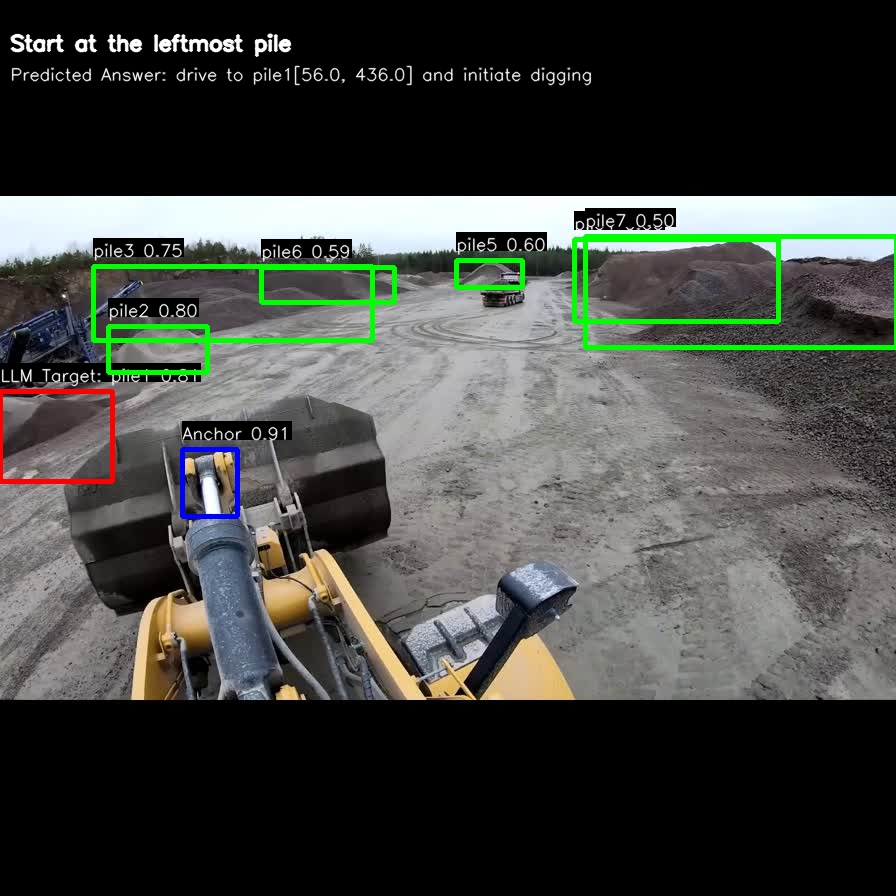 Start at the leftmost pile
Predicted Answer: drive to pile1[56.0, 436.0] and initiate digging
pile7 0.50
pile5 0.60
pile3 0.75
pile6 0.59
pile2 0.80
LLM Target: pile1 0.81
Anchor 0.91